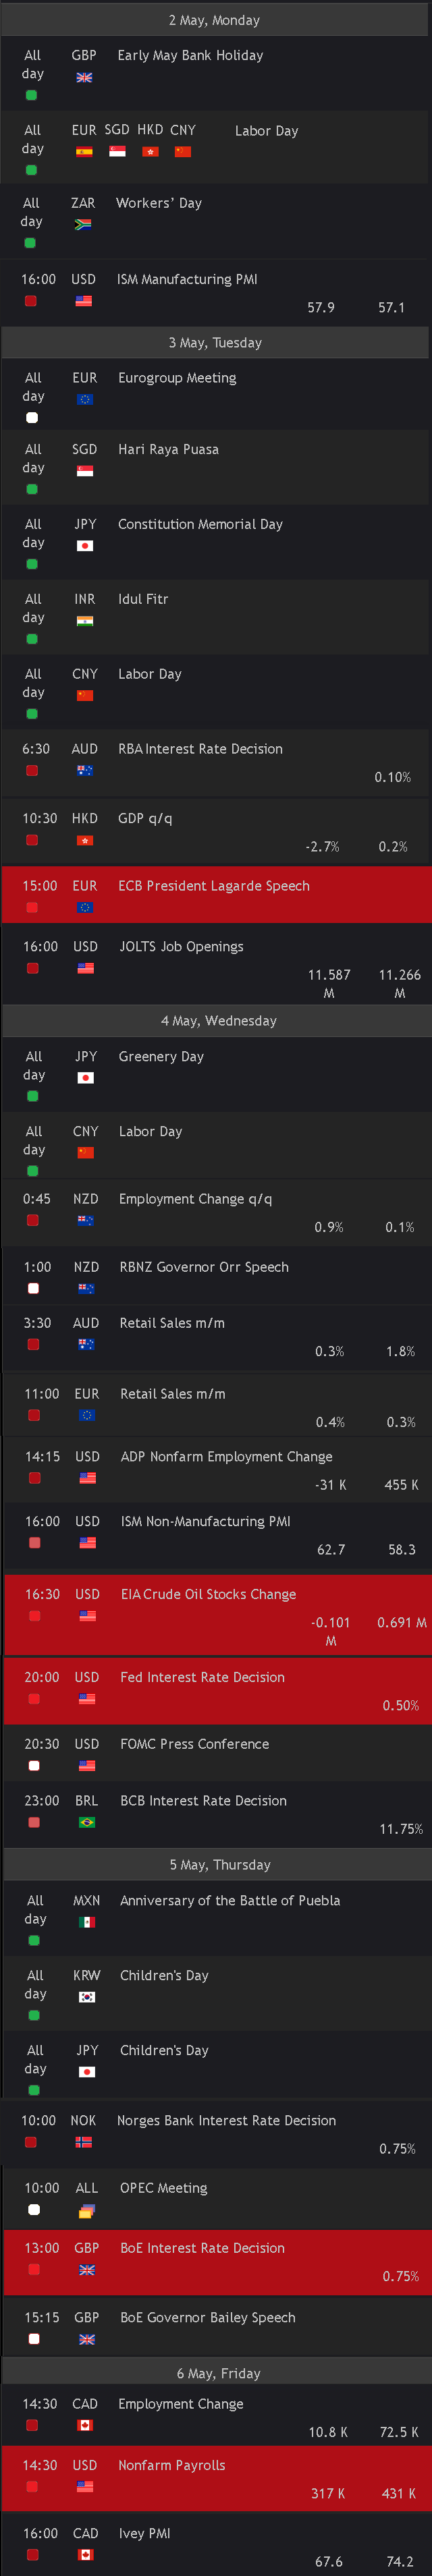 2 May, Monday
All day GBP Early May Bank Holiday
All day EUR SGD HKD CNY Labor Day
All day ZAR Workers’ Day
16:00 USD ISM Manufacturing PMI
57.9 57.1
3 May, Tuesday
All day EUR Eurogroup Meeting
All day SGD Hari Raya Puasa
All day JPY Constitution Memorial Day
All day INR Idul Fitr
All day CNY Labor Day
6:30 AUD RBA Interest Rate Decision
0.10%
10:30 HKD GDP q/q
-2.7% 0.2%
15:00 EUR ECB President Lagarde Speech
16:00 USD JOLTS Job Openings
11.587 M 11.266 M
4 May, Wednesday
All day JPY Greenery Day
All day CNY Labor Day
0:45 NZD Employment Change q/q
0.9% 0.1%
1:00 NZD RBNZ Governor Orr Speech
3:30 AUD Retail Sales m/m
0.3% 1.8%
11:00 EUR Retail Sales m/m
0.4% 0.3%
14:15 USD ADP Nonfarm Employment Change
-31 K 455 K
16:00 USD ISM Non-Manufacturing PMI
62.7 58.3
16:30 USD EIA Crude Oil Stocks Change
-0.101 M 0.691 M
20:00 USD Fed Interest Rate Decision
0.50%
20:30 USD FOMC Press Conference
23:00 BRL BCB Interest Rate Decision
11.75%
5 May, Thursday
All day MXN Anniversary of the Battle of Puebla
All day KRW Children's Day
All day JPY Children's Day
10:00 NOK Norges Bank Interest Rate Decision
0.75%
10:00 ALL OPEC Meeting
13:00 GBP BoE Interest Rate Decision
0.75%
15:15 GBP BoE Governor Bailey Speech
6 May, Friday
14:30 CAD Employment Change
10.8 K 72.5 K
14:30 USD Nonfarm Payrolls
317 K 431 K
16:00 CAD Ivey PMI
67.6 74.2